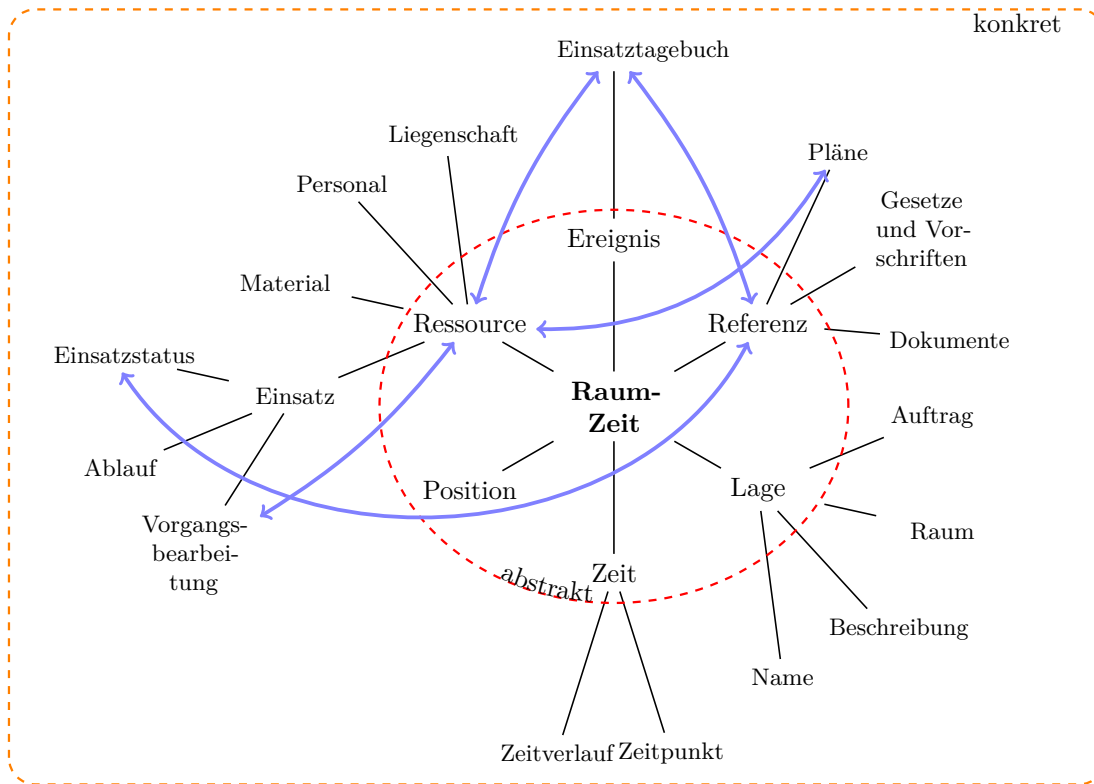 konkret
Einsatztagebuch
Liegenschaft
Pläne
Personal
Gesetze
und Vor-
schriften
Ereignis
Material
Ressource
Referenz
Dokumente
Einsatzstatus
Einsatz
Raum-
Zeit
Auftrag
Ablauf
Position
Lage
Vorgangs-
bearbei-
tung
Raum
abstrakt
Zeit
Beschreibung
Name
Zeitverlauf
Zeitpunkt